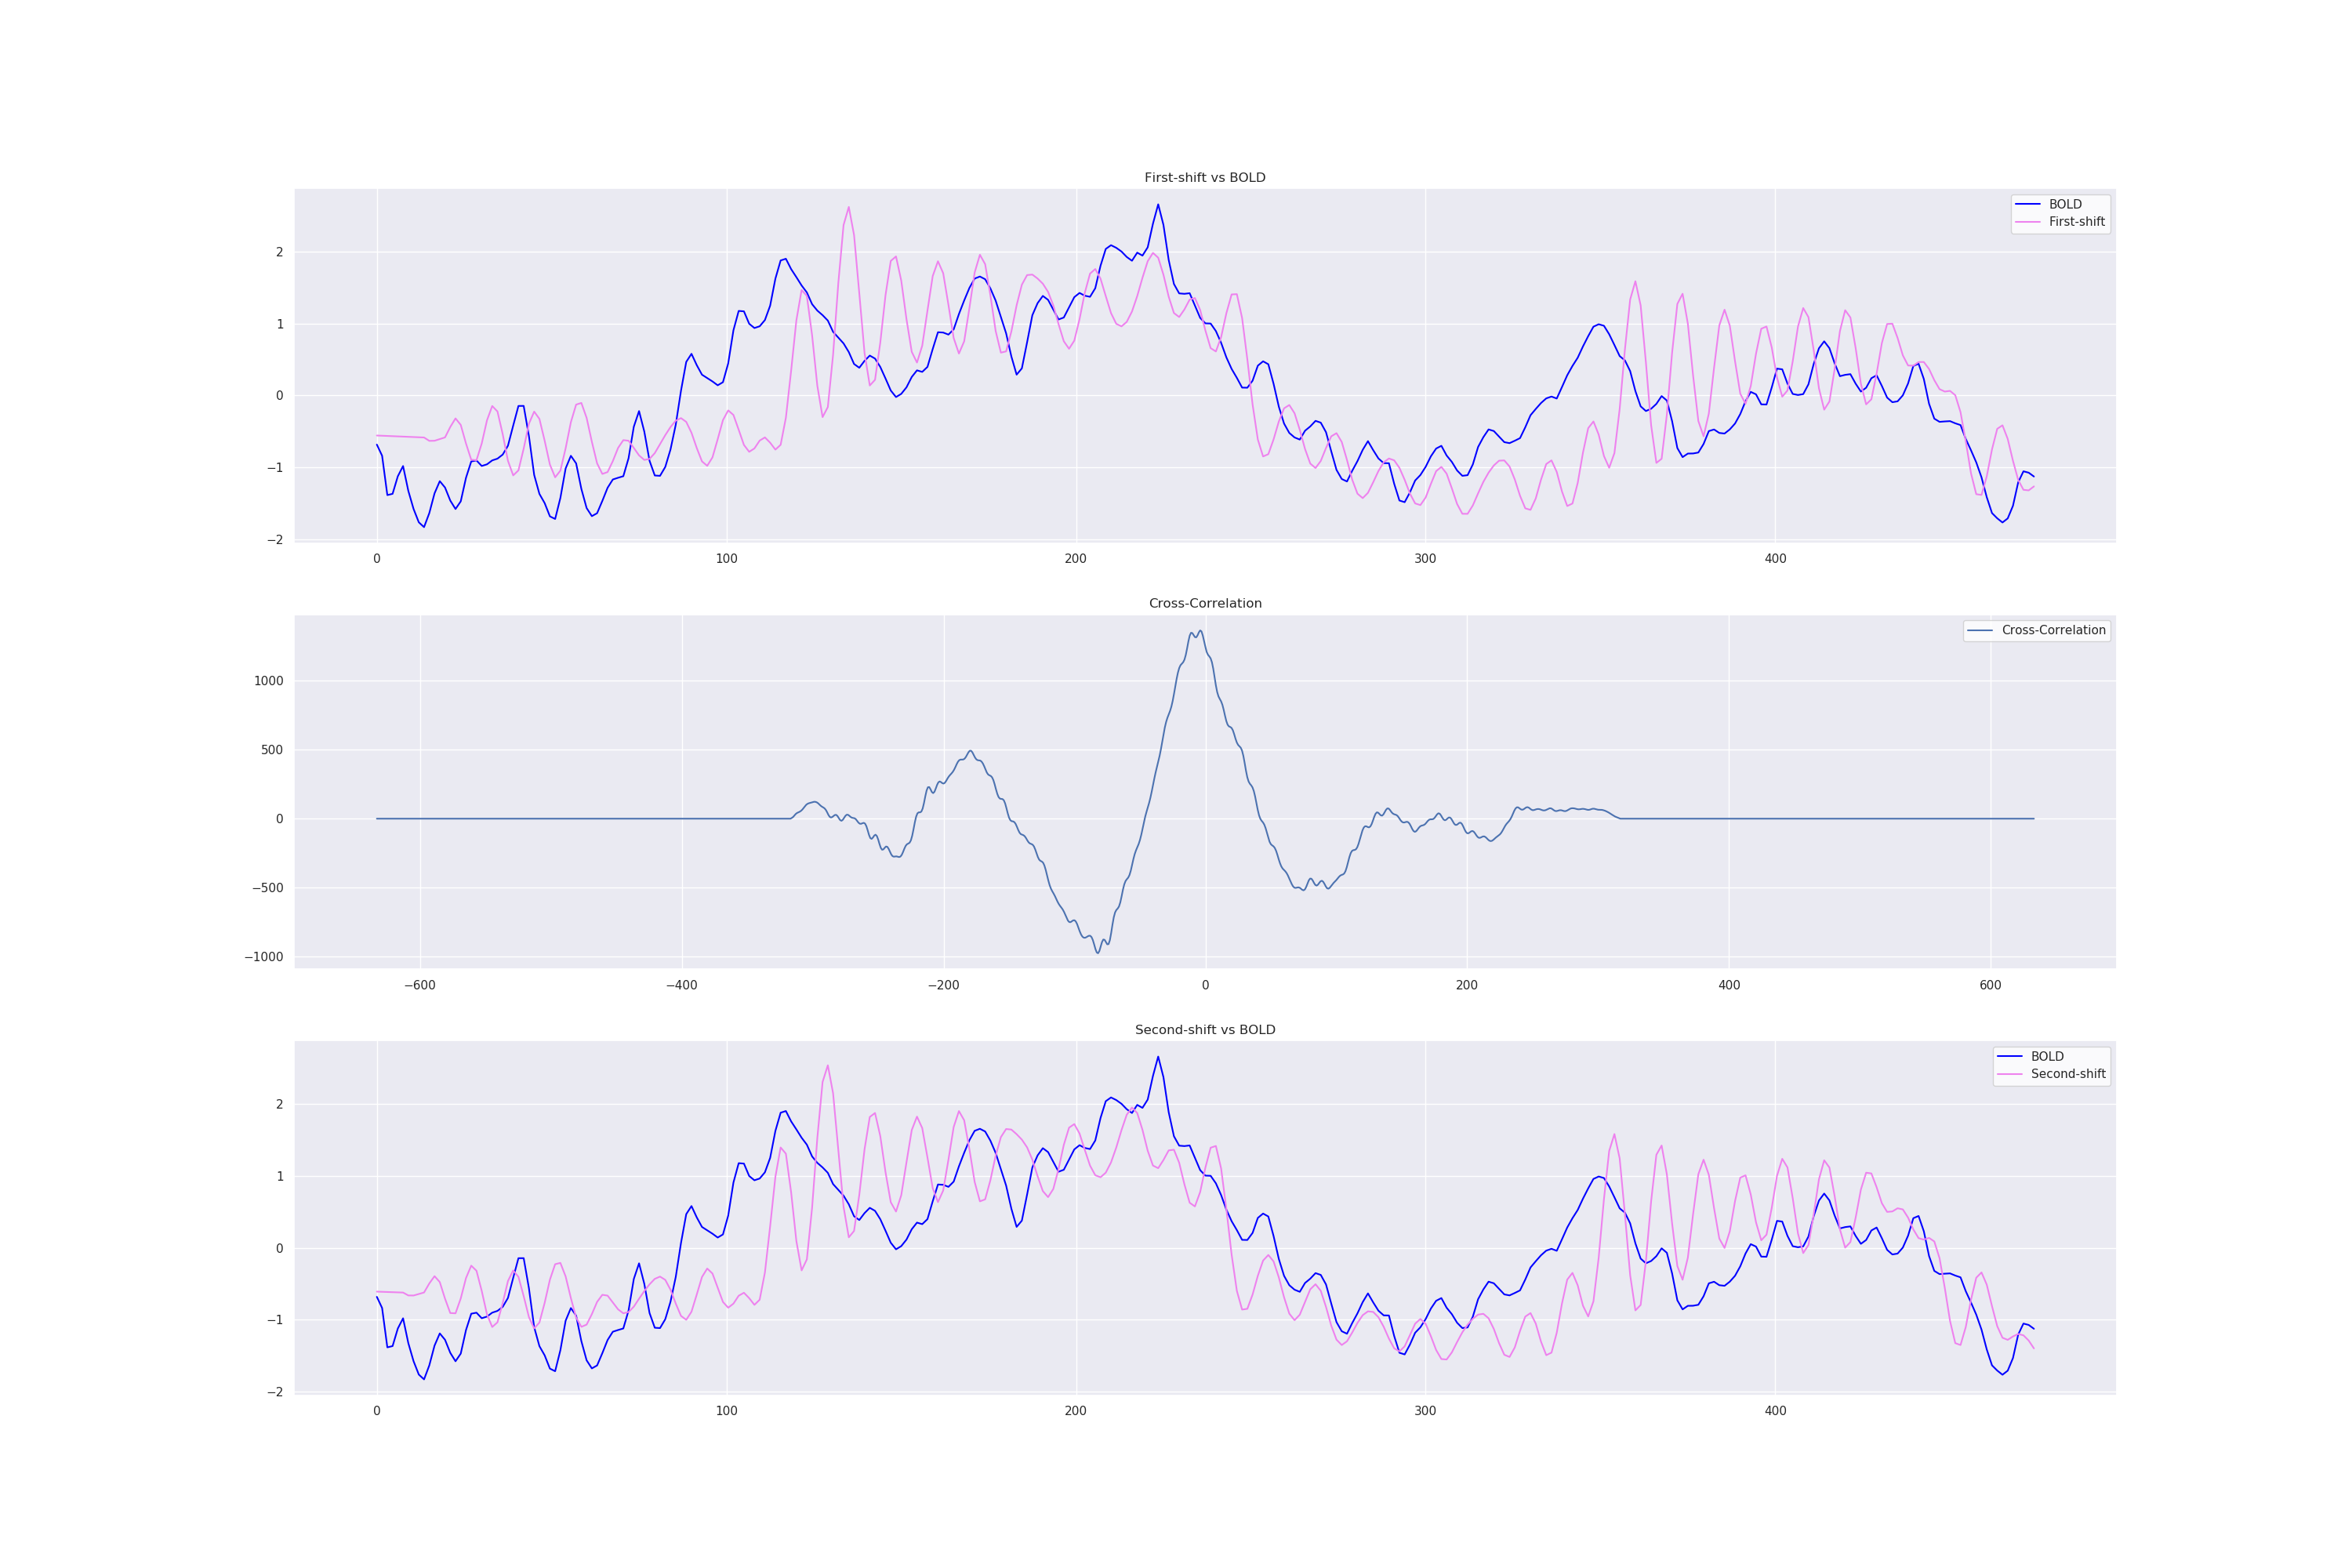 First-shift vs BOLD
BOLD
First-shift
2
1
0
−1
−2
0 100 200 300 400
Cross-Correlation
Cross-Correlation
1000
500
0
−500
−1000
−600 −400 −200 0 200 400 600
Second-shift vs BOLD
BOLD
Second-shift
2
1
0
−1
−2
0 100 200 300 400